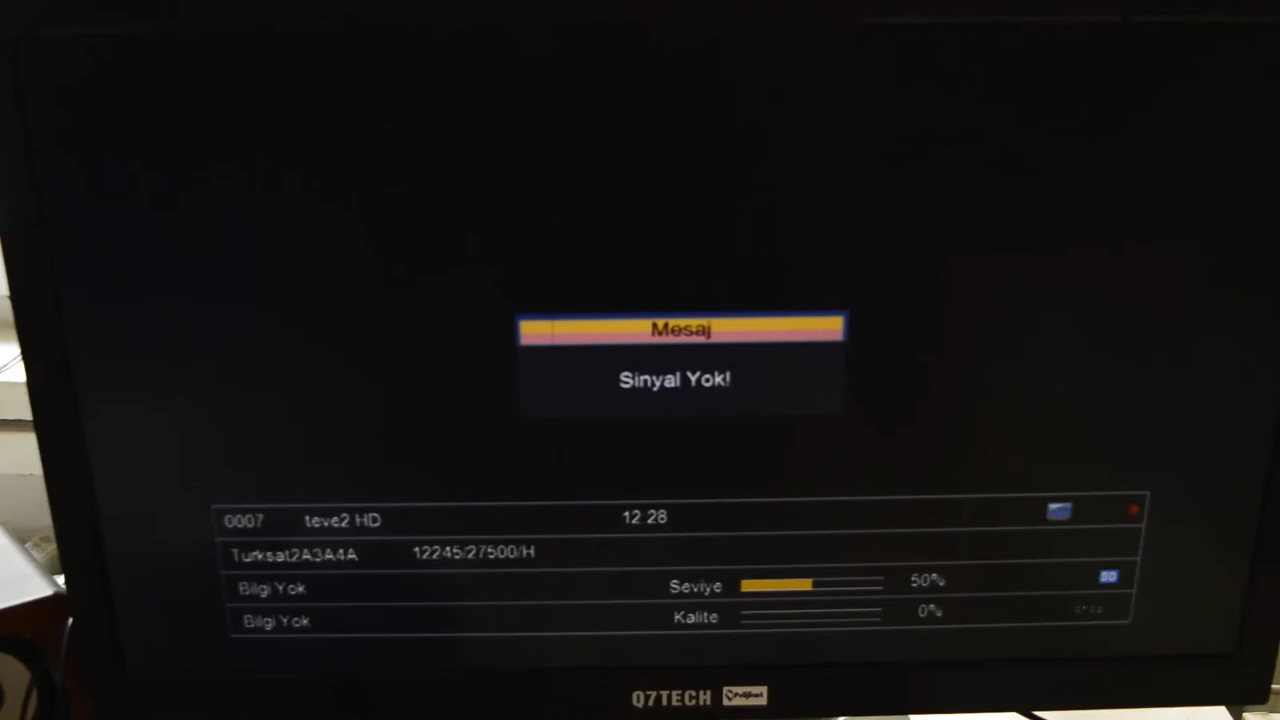 Mesaj
Sinyal Yok!
0007 teve2 HD 12.28
Turksat2A3A4A 12245/27500/H
Bilgi Yok Seviye 50% SD
Bilgi Yok Kalite 0%
Q7TECH